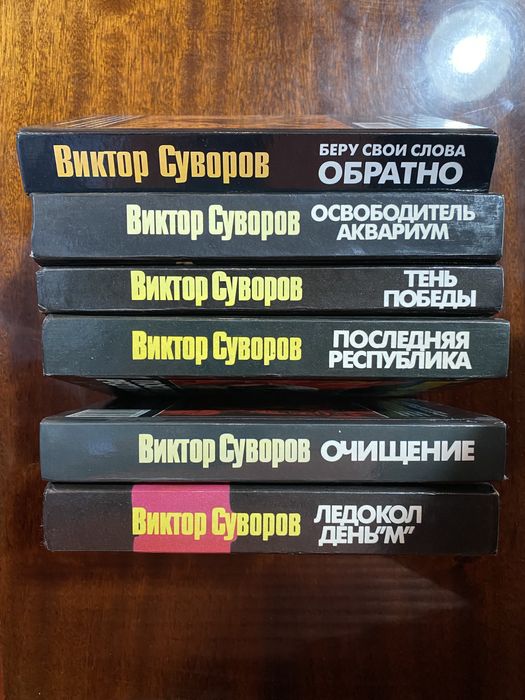 Виктор Суворов
БЕРУ СВОИ СЛОВА
ОБРАТНО
Виктор Суворов
ОСВОБОДИТЕЛЬ
АКВАРИУМ
Виктор Суворов
ТЕНЬ
ПОБЕДЫ
Виктор Суворов
ПОСЛЕДНЯЯ
РЕСПУБЛИКА
Виктор Суворов
ОЧИЩЕНИЕ
Виктор Суворов
ЛЕДОКОЛ
ДЕНЬ"М"